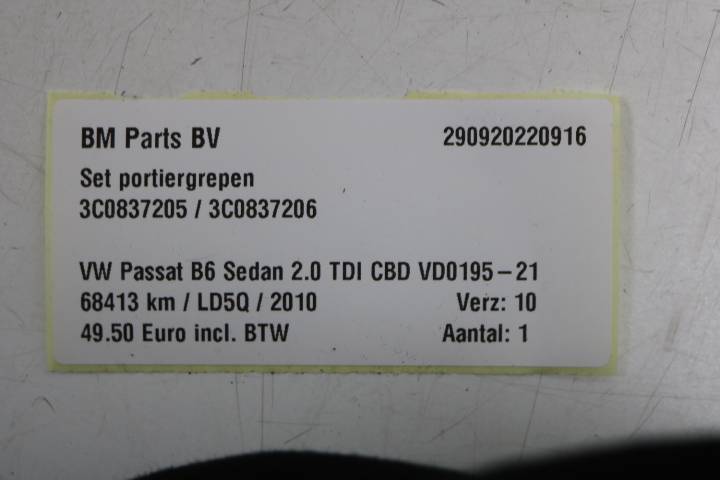 BM Parts BV 290920220916
Set portiergrepen
3C0837205 / 3C0837206
VW Passat B6 Sedan 2.0 TDI CBD VD0195-21
68413 km / LD5Q / 2010 Verz: 10
49.50 Euro incl. BTW Aantal: 1